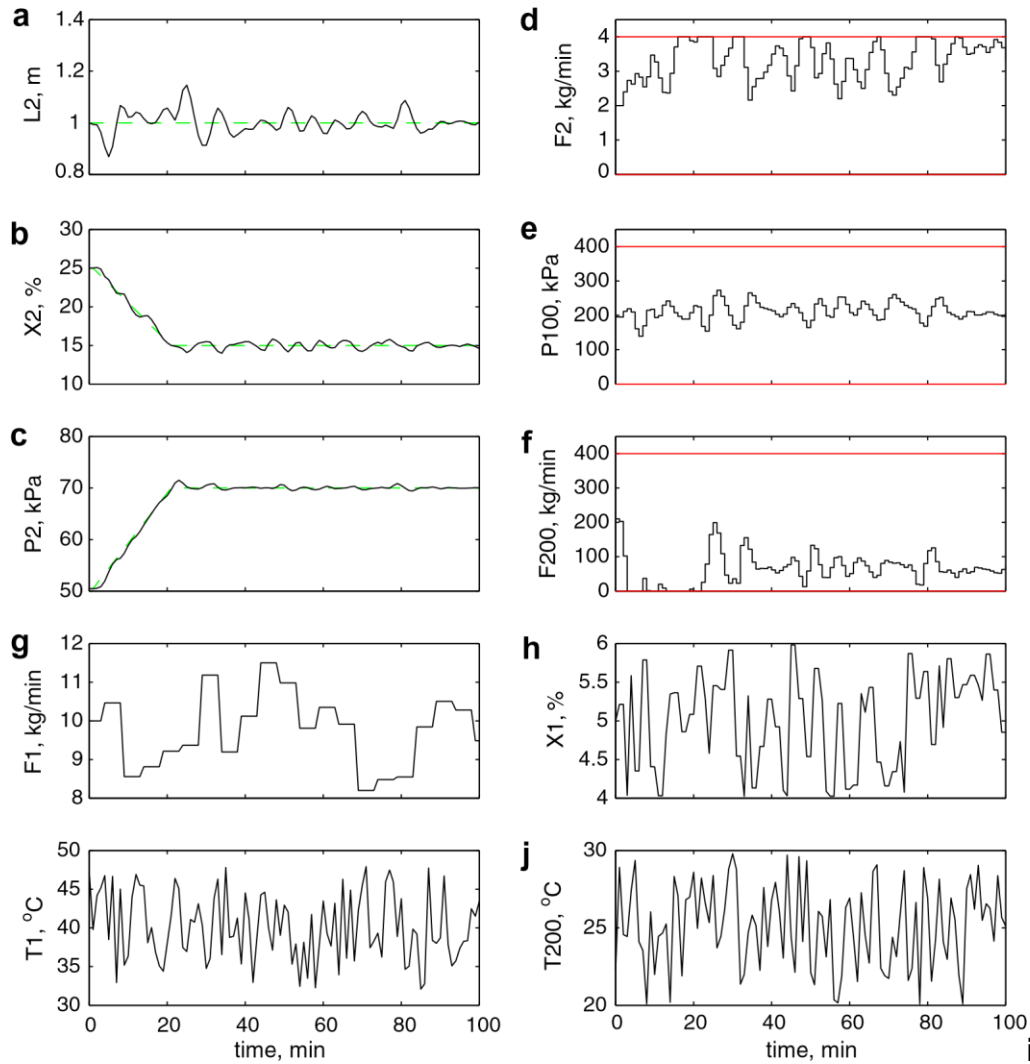 a
L2, m
1.4
1.2
1
0.8
b
X2, %
30
25
20
15
10
c
P2, kPa
80
70
60
50
g
F1, kg/min
12
11
10
9
8
T1, °C
50
45
40
35
30
0 20 40 60 80 100
time, min
d
F2, kg/min
4
3
2
1
0
e
P100, kPa
400
300
200
100
0
f
F200, kg/min
400
300
200
100
0
h
X1, %
6
5.5
5
4.5
4
j
T200, °C
30
25
20
0 20 40 60 80 100
time, min